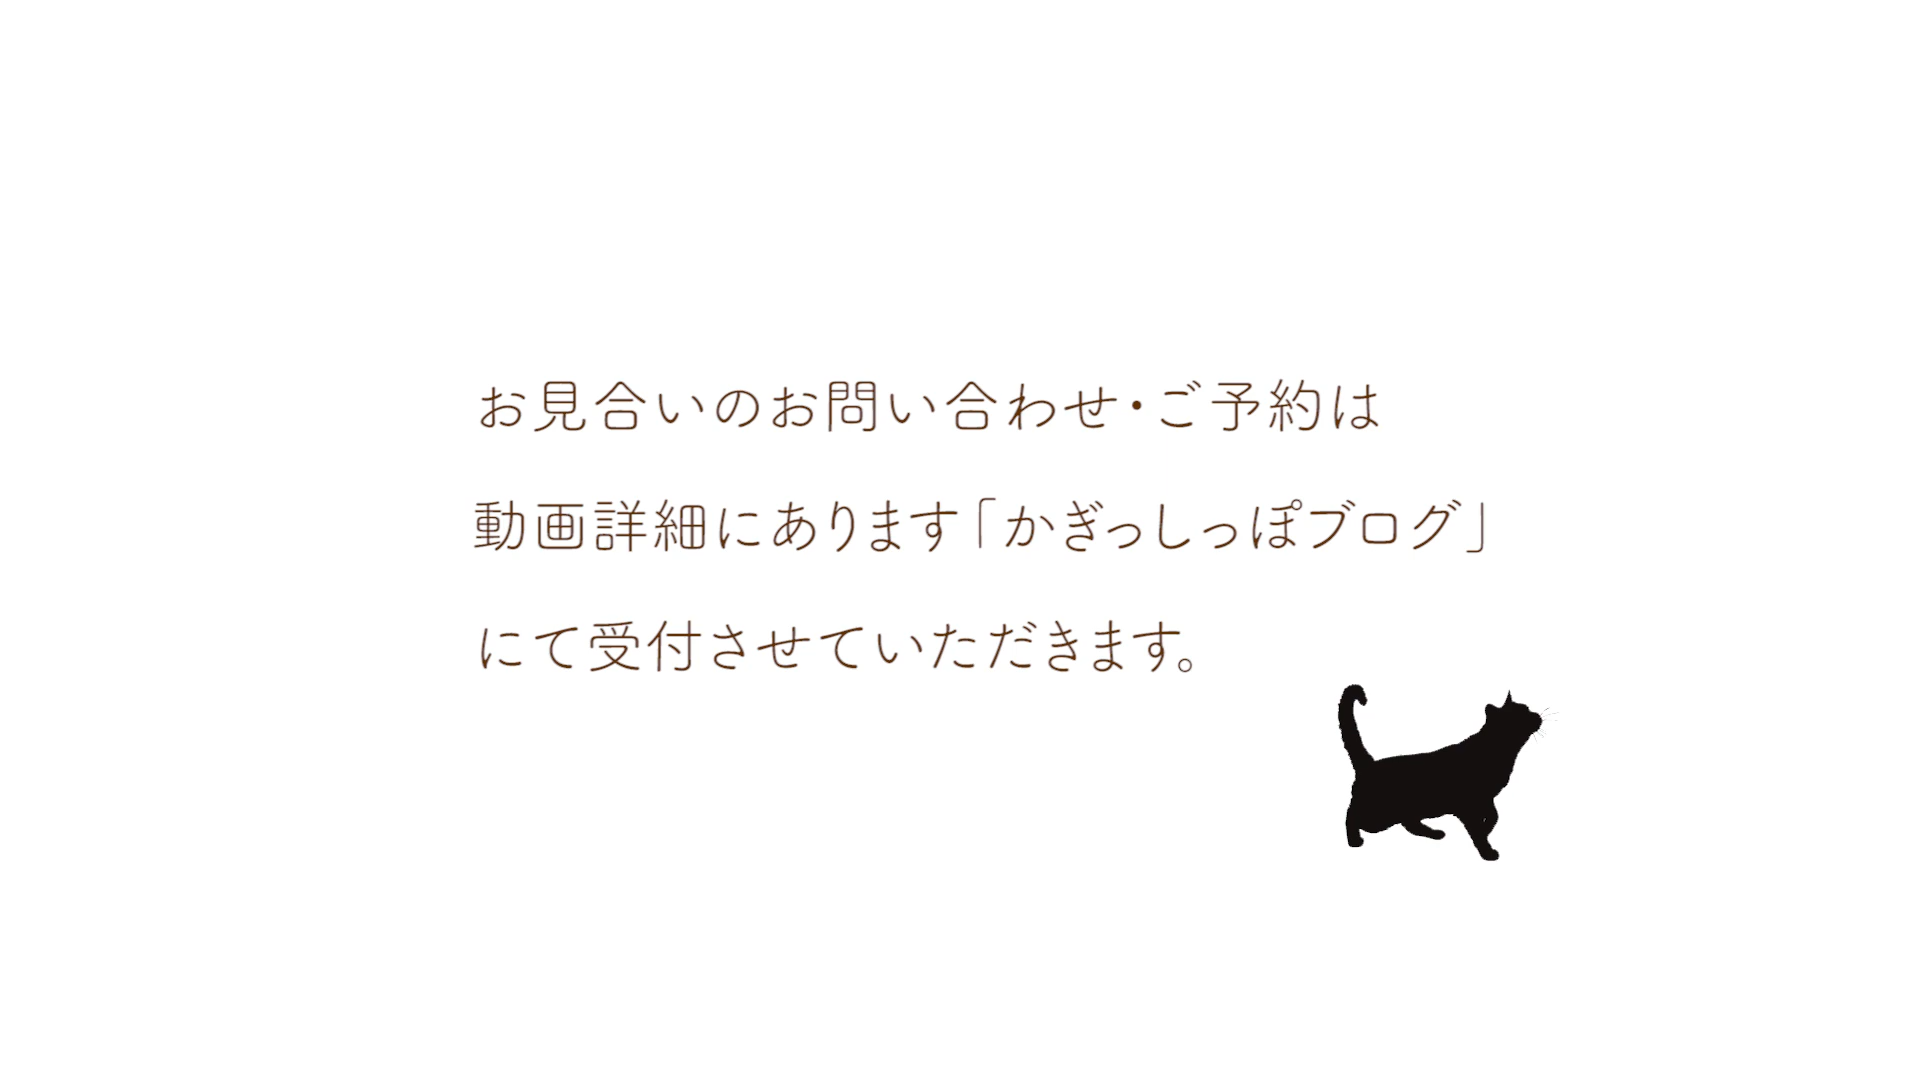 お見合いのお問い合わせ・ご予約は
動画詳細にあります「かぎっしっぽブログ」
にて受付させていただきます。